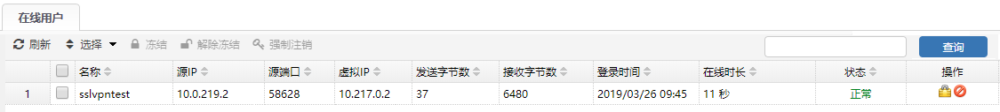 在线用户
刷新 选择 冻结 解除冻结 强制注销 查询
名称 源IP 源端口 虚拟IP 发送字节数 接收字节数 登录时间 在线时长 状态 操作
1 sslvpntest 10.0.219.2 58628 10.217.0.2 37 6480 2019/03/26 09:45 11 秒 正常